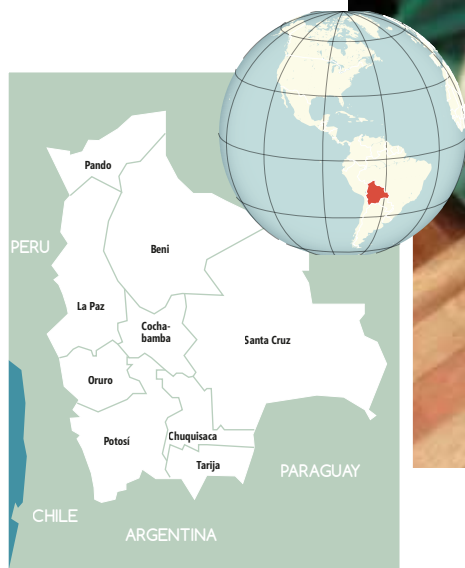 Pando
PERU
Beni
La Paz
Cocha-
bamba
Santa Cruz
Oruro
Potosí
Chuquisaca
Tarija
PARAGUAY
CHILE
ARGENTINA